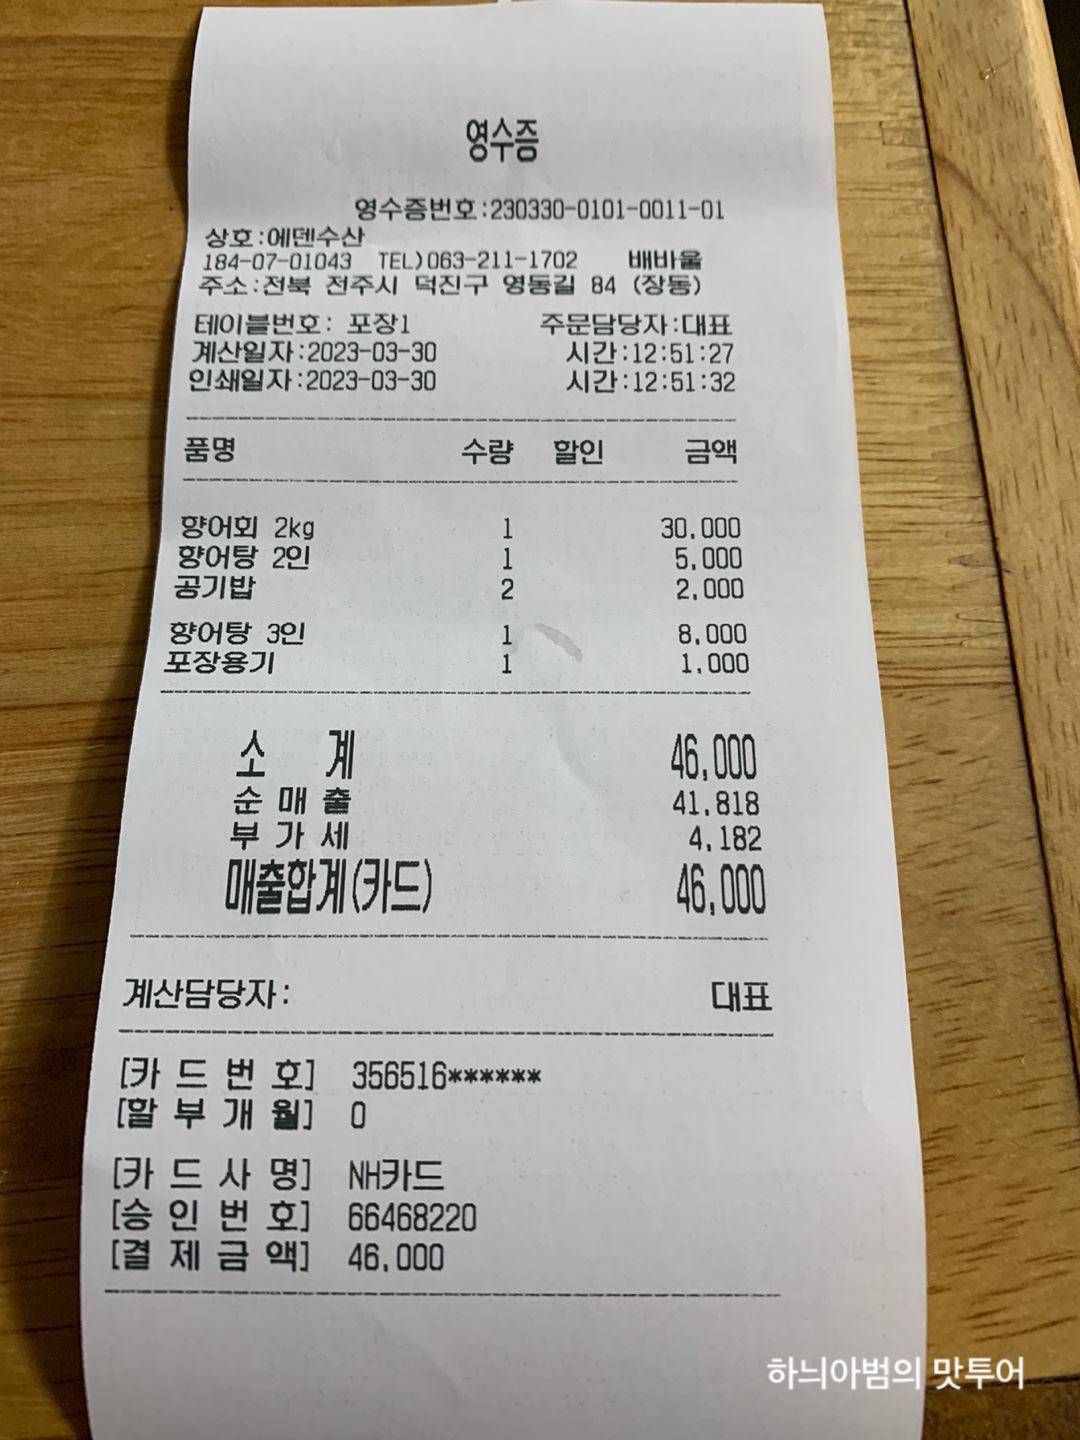 영수증
영수증번호:230330-0101-0011-01
상호:에덴수산
184-07-01043 TEL)063-211-1702 배바울
주소:전북 전주시 덕진구 영동길 84 (장동)
테이블번호: 포장1 주문담당자:대표
계산일자:2023-03-30 시간:12:51:27
인쇄일자:2023-03-30 시간:12:51:32
품명 수량 할인 금액
향어회 2kg 1 30,000
향어탕 2인 1 5,000
공기밥 2 2,000
향어탕 3인 1 8,000
포장용기 1 1,000
소 계 46,000
순 매 출 41,818
부 가 세 4,182
매출합계(카드) 46,000
계산담당자: 대표
[카 드 번 호] 356516******
[할 부 개 월] 0
[카 드 사 명] NH카드
[승 인 번 호] 66468220
[결 제 금 액] 46,000
하늬아범의 맛투어